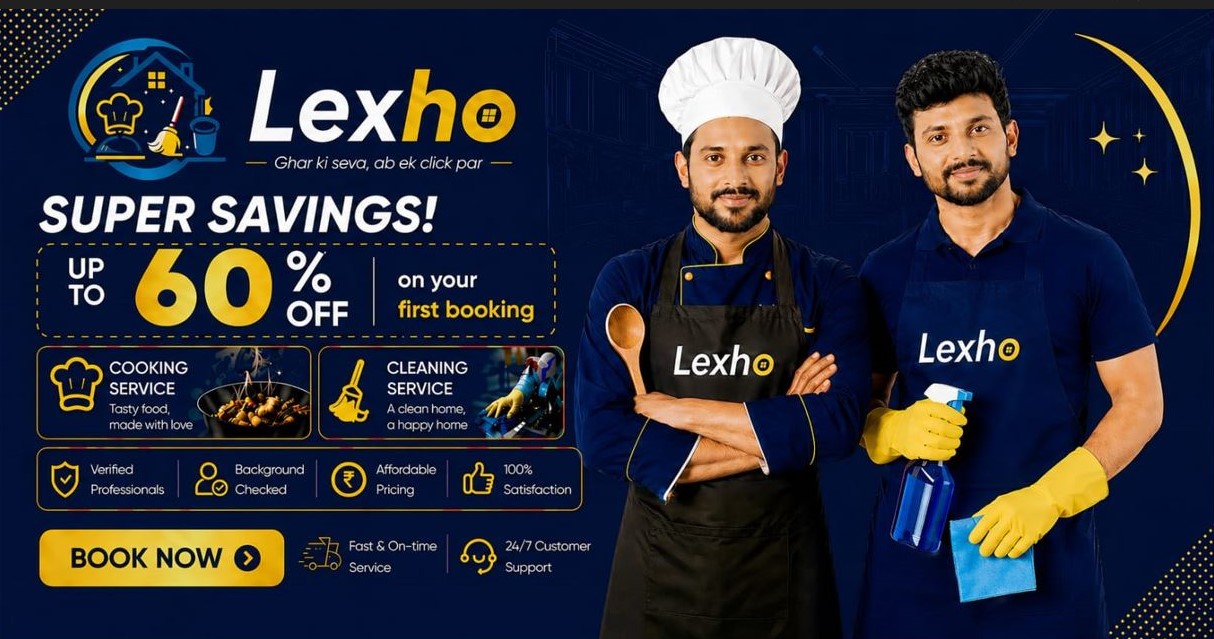 Lexho
Ghar ki seva, ab ek click par
SUPER SAVINGS!
UP
TO
60
%
OFF
on your
first booking
COOKING
SERVICE
Tasty food,
made with love
CLEANING
SERVICE
A clean home,
a happy home
Verified
Professionals
Background
Checked
₹
Affordable
Pricing
100%
Satisfaction
BOOK NOW
Fast & On-time
Service
24/7 Customer
Support
Lexho
Lexho